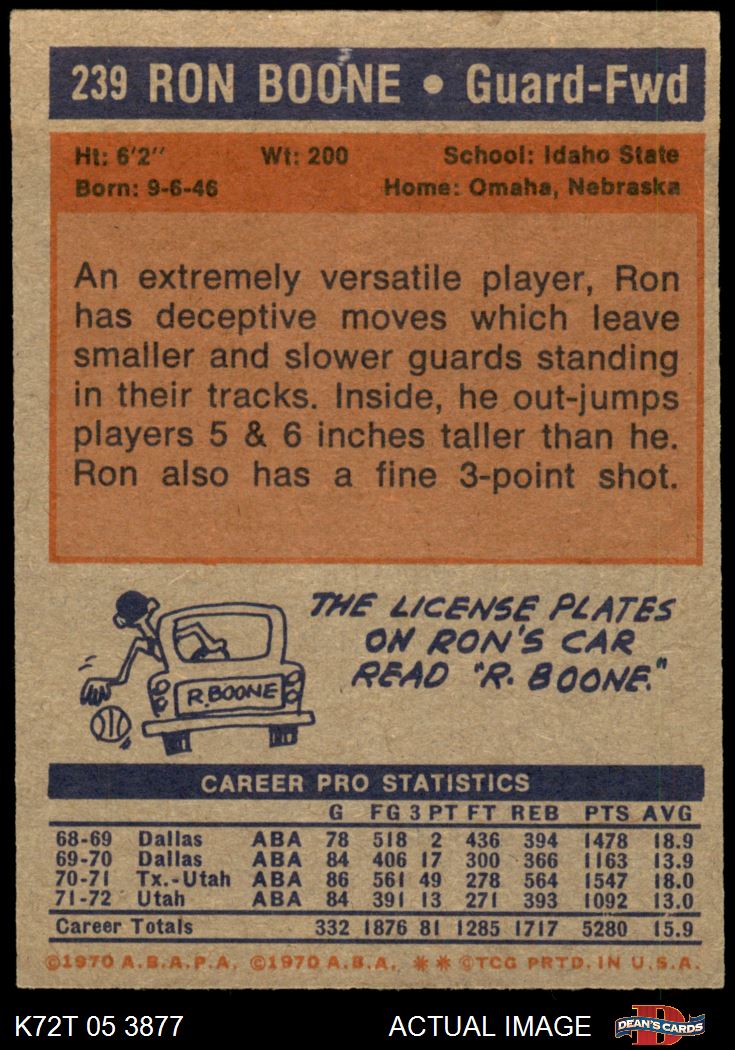 239 RON BOONE • Guard-Fwd
Ht: 6'2" Wt: 200 School: Idaho State
Born: 9-6-46 Home: Omaha, Nebraska
An extremely versatile player, Ron
has deceptive moves which leave
smaller and slower guards standing
in their tracks. Inside, he out-jumps
players 5 & 6 inches taller than he.
Ron also has a fine 3-point shot.
THE LICENSE PLATES
ON RON'S CAR
READ "R. BOONE."
R. BOONE
CAREER PRO STATISTICS
G FG 3 PT FT REB PTS AVG
68-69 Dallas ABA 78 518 2 436 394 1478 18.9
69-70 Dallas ABA 84 406 17 300 366 1163 13.9
70-71 Tx.-Utah ABA 86 561 49 278 564 1547 18.0
71-72 Utah ABA 84 391 13 271 393 1092 13.0
Career Totals 332 1876 81 1285 1717 5280 15.9
©1970 A.B.A.P.A. ©1970 A.B.A. ** ©TCG PRTD. IN U.S.A.
K72T 05 3877 ACTUAL IMAGE D DEAN'S CARDS